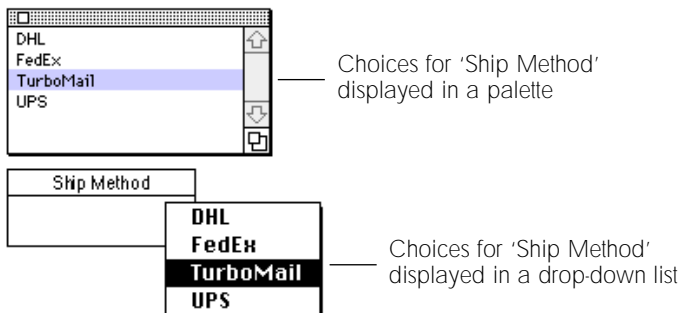 DHL
FedEx
TurboMail
UPS
Choices for ‘Ship Method’
displayed in a palette
Ship Method
DHL
FedEx
TurboMail
UPS
Choices for ‘Ship Method’
displayed in a drop-down list